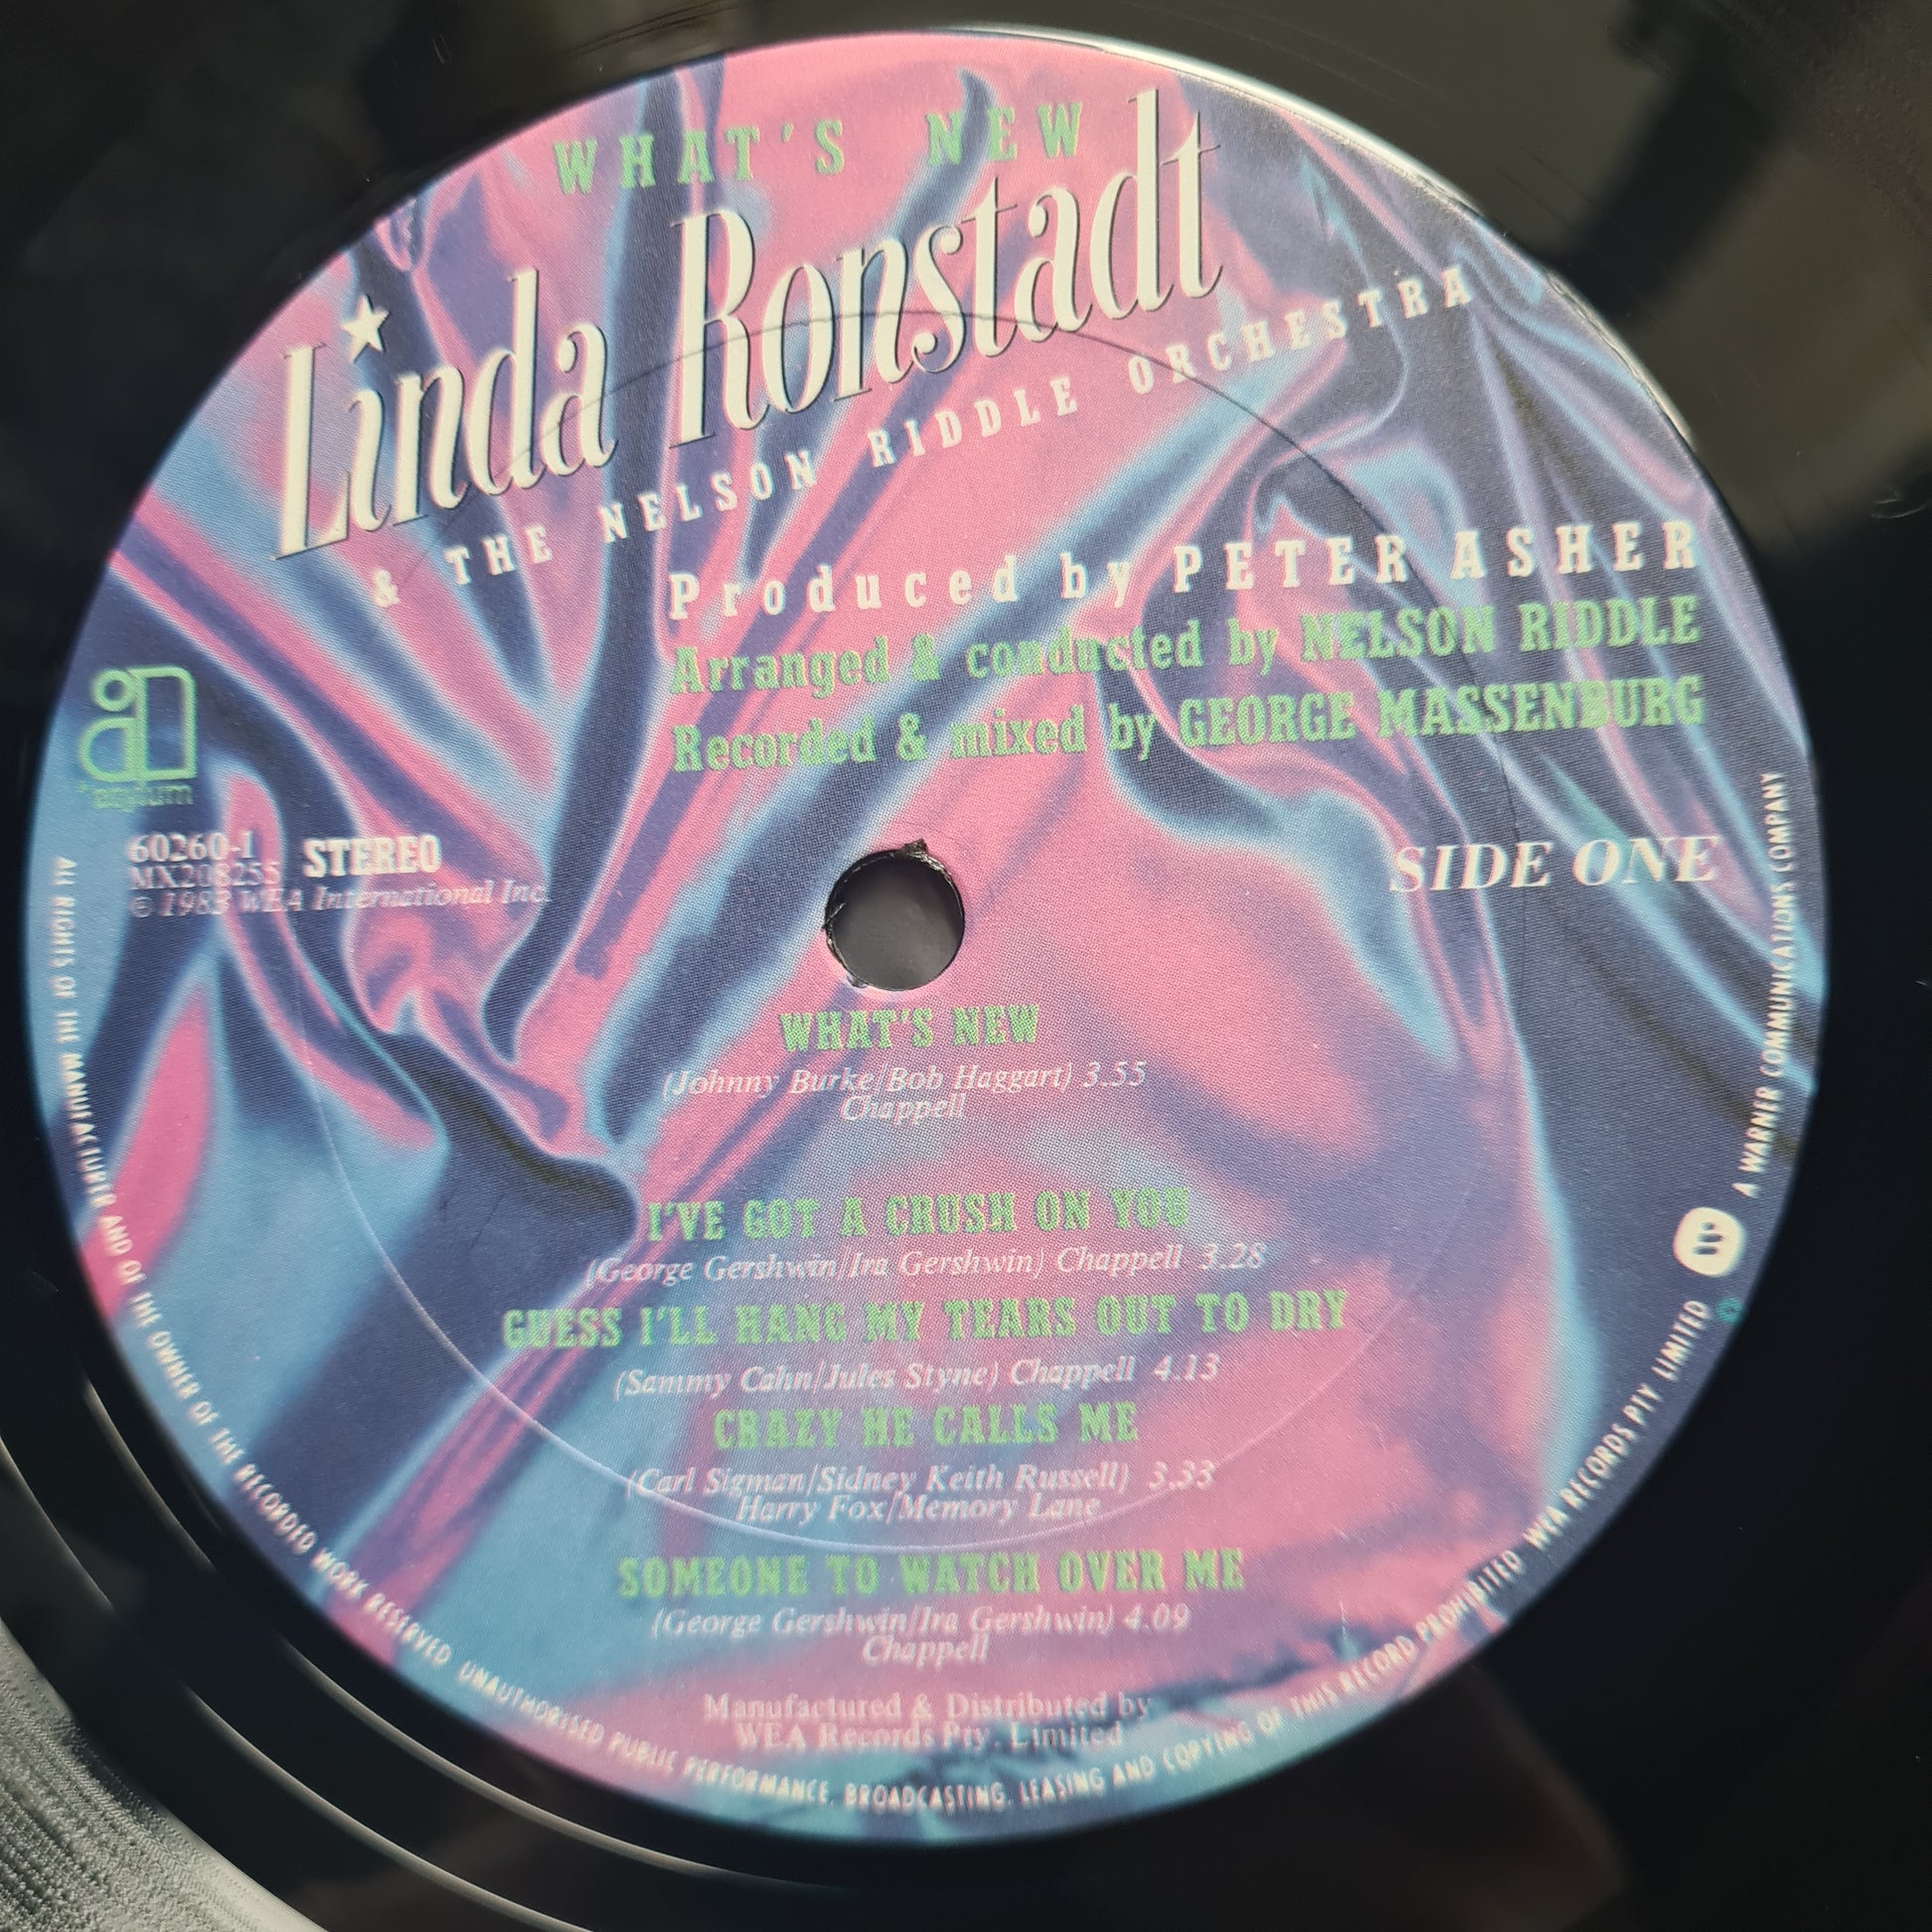 WHAT'S NEW
Linda Ronstadt
& THE NELSON RIDDLE ORCHESTRA
Produced by PETER ASHER
Arranged & conducted by NELSON RIDDLE
Recorded & mixed by GEORGE MASSENBURG
asylum
60260-1 STEREO
MX208255
© 1983 WEA International Inc.
SIDE ONE
WHAT'S NEW
(Johnny Burke/Bob Haggart) 3.55
Chappell
I'VE GOT A CRUSH ON YOU
(George Gershwin/Ira Gershwin) Chappell 3.28
GUESS I'LL HANG MY TEARS OUT TO DRY
(Sammy Cahn/Jules Styne) Chappell 4.13
CRAZY HE CALLS ME
(Carl Sigman/Sidney Keith Russell) 3.33
Harry Fox/Memory Lane
SOMEONE TO WATCH OVER ME
(George Gershwin/Ira Gershwin) 4.09
Chappell
Manufactured & Distributed by
WEA Records Pty. Limited
ALL RIGHTS OF THE MANUFACTURER AND OF THE OWNER OF THE RECORDED WORK RESERVED UNAUTHORISED PUBLIC PERFORMANCE, BROADCASTING, LEASING AND COPYING OF THIS RECORD PROHIBITED WEA RECORDS PTY LIMITED A WARNER COMMUNICATIONS COMPANY